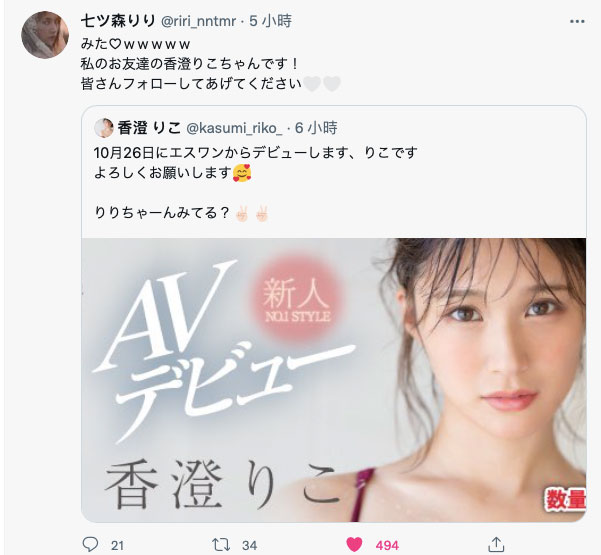 七ツ森りり @riri_nntmr · 5 小時
みた♡ｗｗｗｗｗ
私のお友達の香澄りこちゃんです！
皆さんフォローしてあげてください🤍🤍
香澄 りこ @kasumi_riko_ · 6 小時
10月26日にエスワンからデビューします、りこです
よろしくお願いします🥰
りりちゃーんみてる？✌🏻✌🏻
新人
NO.1 STYLE
AV
デビュー
香澄りこ
数量
21
34
494